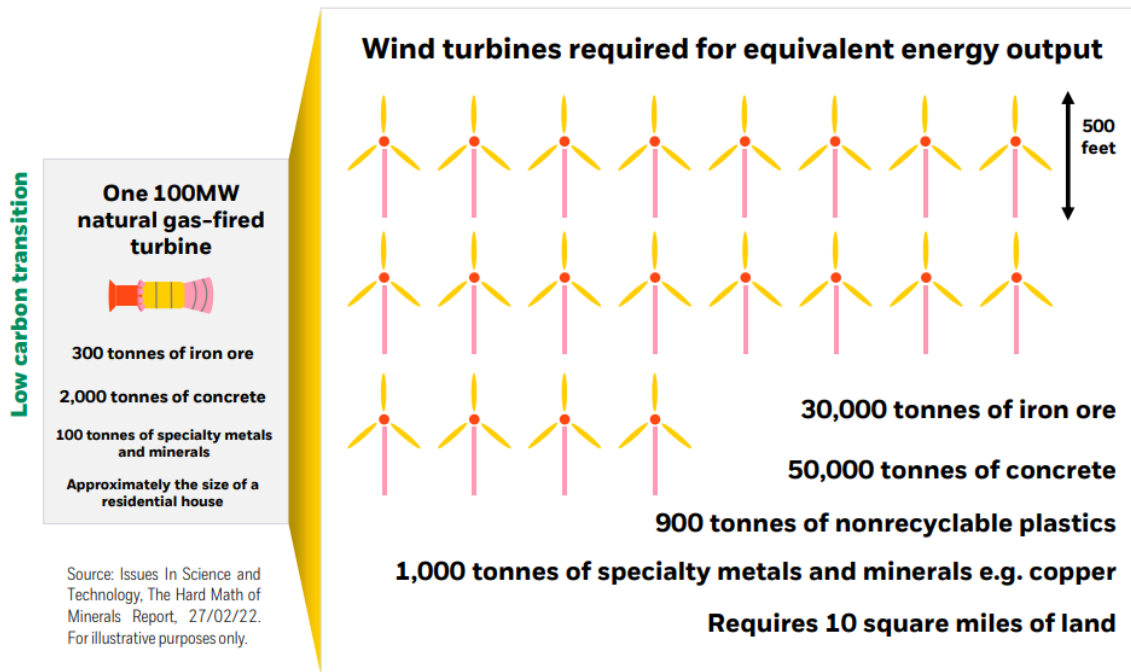 Wind turbines required for equivalent energy output
500
feet
Low carbon transition
One 100MW
natural gas-fired
turbine
300 tonnes of iron ore
2,000 tonnes of concrete
100 tonnes of specialty metals
and minerals
Approximately the size of a
residential house
30,000 tonnes of iron ore
50,000 tonnes of concrete
900 tonnes of nonrecyclable plastics
1,000 tonnes of specialty metals and minerals e.g. copper
Requires 10 square miles of land
Source: Issues In Science and
Technology, The Hard Math of
Minerals Report, 27/02/22.
For illustrative purposes only.